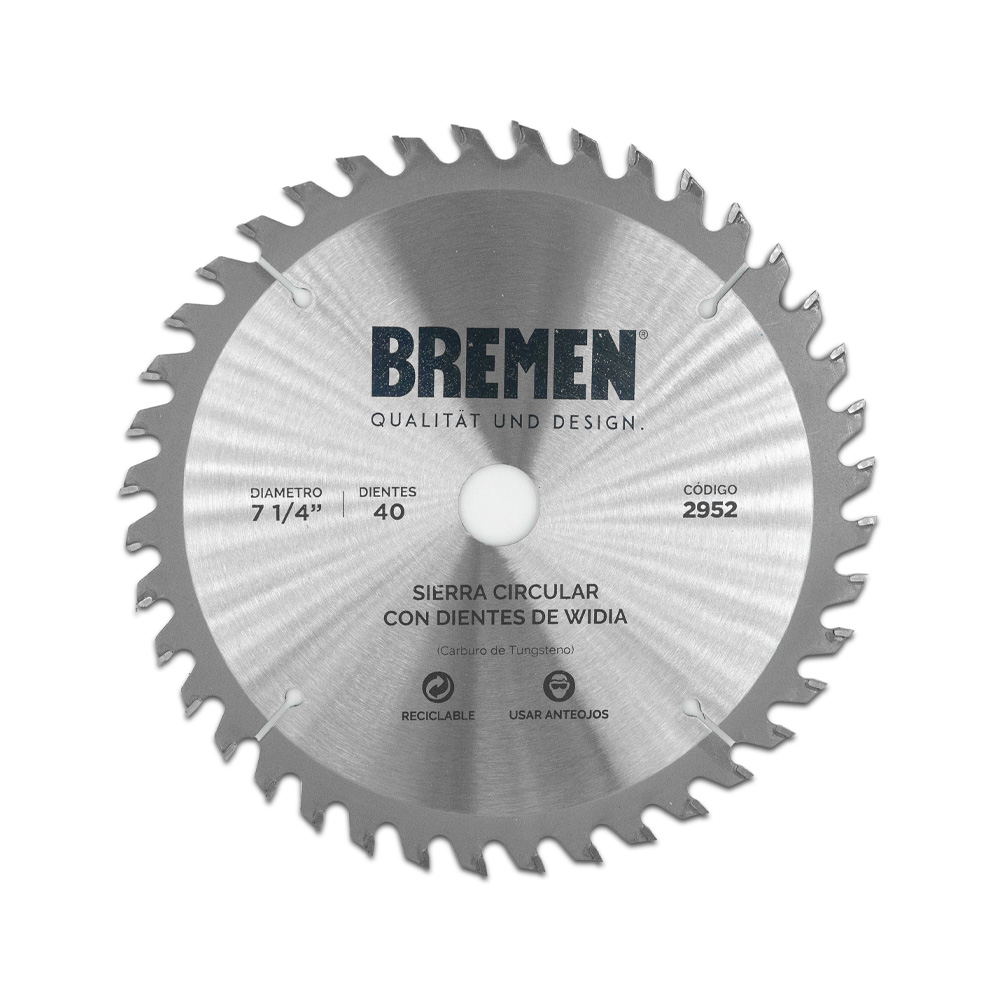 BREMEN®
QUALITÄT UND DESIGN.
DIAMETRO
7 1/4”
DIENTES
40
CÓDIGO
2952
SIERRA CIRCULAR
CON DIENTES DE WIDIA
(Carburo de Tungsteno)
RECICLABLE
USAR ANTEOJOS